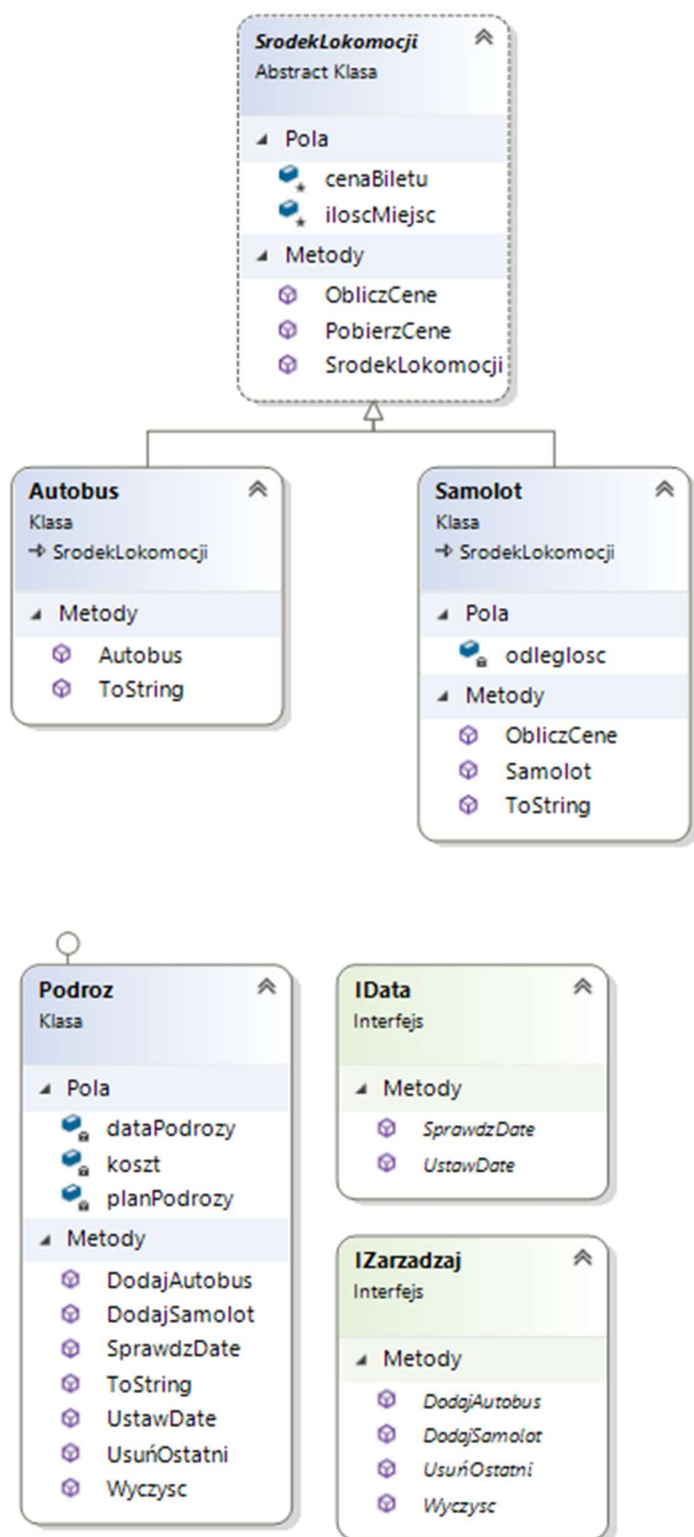 SrodekLokomocji
Abstract Klasa
Pola
cenaBiletu
iloscMiejsc
Metody
ObliczCene
PobierzCene
SrodekLokomocji
Autobus
Klasa
SrodekLokomocji
Metody
Autobus
ToString
Samolot
Klasa
SrodekLokomocji
Pola
odleglosc
Metody
ObliczCene
Samolot
ToString
Podroz
Klasa
Pola
dataPodrozy
koszt
planPodrozy
Metody
DodajAutobus
DodajSamolot
SprawdzDate
ToString
UstawDate
UsuńOstatni
Wyczysc
IData
Interfejs
Metody
SprawdzDate
UstawDate
IZarzadzaj
Interfejs
Metody
DodajAutobus
DodajSamolot
UsuńOstatni
Wyczysc